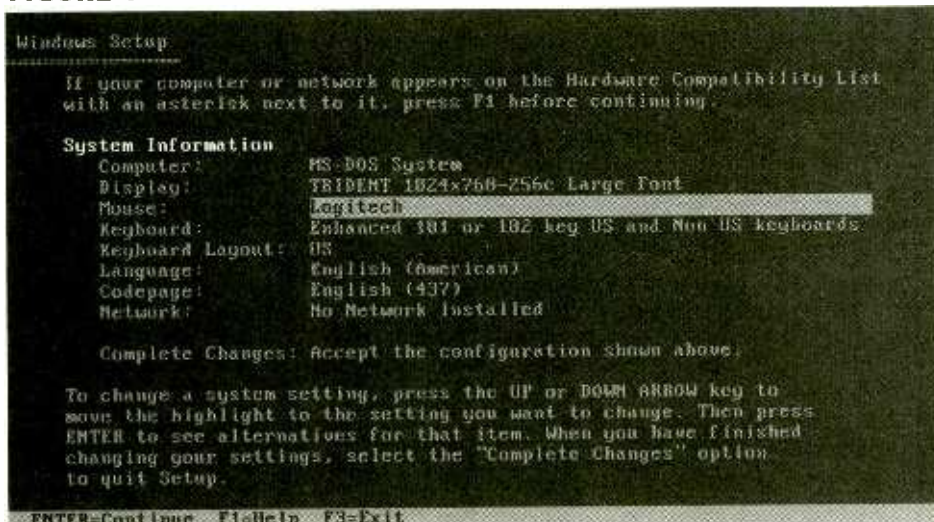 Windows Setup
If your computer or network appears on the Hardware Compatibility List
with an asterisk next to it, press F1 before continuing.
System Information
Computer: MS-DOS System
Display: TRIDENT 1024x768-256c Large Font
Mouse: Logitech
Keyboard: Enhanced 101 or 102 key US and Non US keyboards
Keyboard Layout: US
Language: English (American)
Codepage: English (437)
Network: No Network Installed
Complete Changes: Accept the configuration shown above.
To change a system setting, press the UP or DOWN ARROW key to
move the highlight to the setting you want to change. Then press
ENTER to see alternatives for that item. When you have finished
changing your settings, select the "Complete Changes" option
to quit Setup.
ENTER=Continue F1=Help F3=Exit